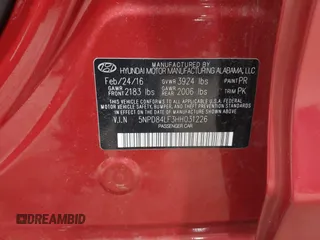 HYUNDAI MOTOR MANUFACTURING ALABAMA, LLC
Feb/24/16 GVWR 3924 lbs PAINT PR
GAWR FRONT 2183 lbs GAWR REAR 2006 lbs TRIM PK
THIS VEHICLE CONFORMS TO ALL APPLICABLE FEDERAL
MOTOR VEHICLE SAFETY, BUMPER, AND THEFT PREVENTION
STANDARDS IN EFFECT ON THE DATE OF MANUFACTURE
SHOWN ABOVE.
V.I.N 5NPD84LF3HH031226
PASSENGER CAR
DREAMBID